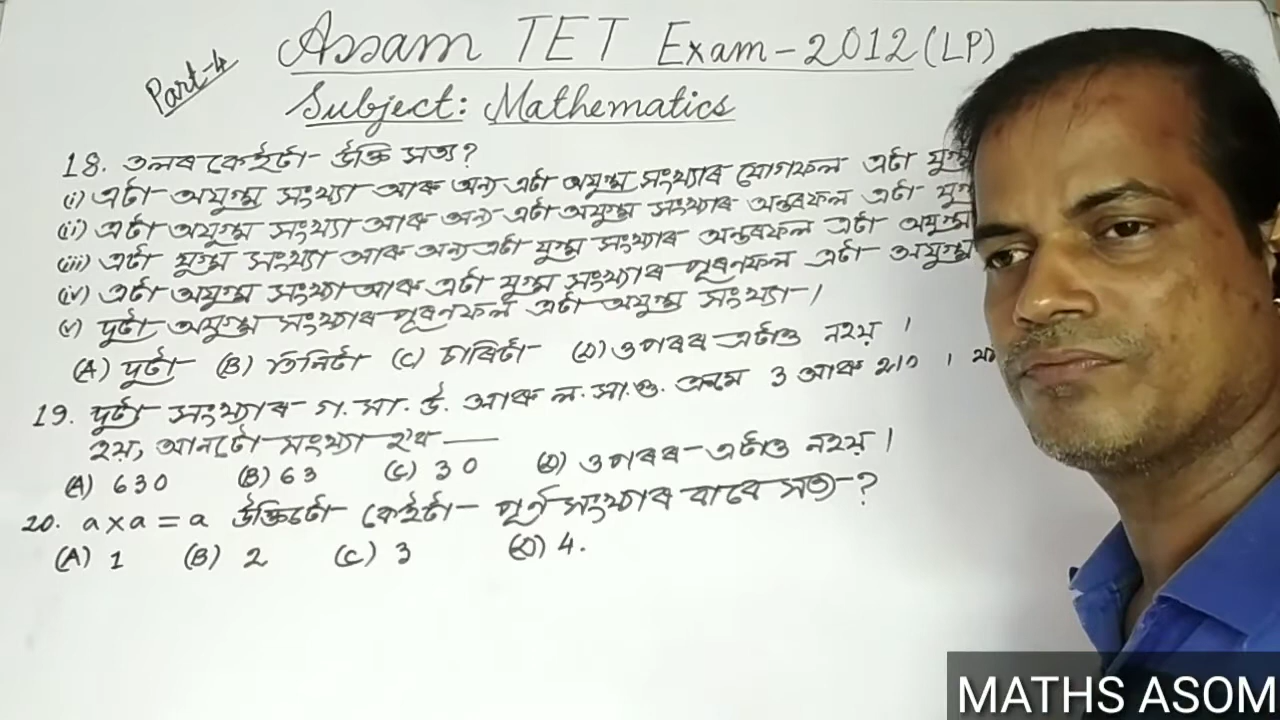 Assam TET Exam-2012 (LP)
Part-4
Subject: Mathematics
18. তলৰ কেইটা উক্তি সত্য?
(i) এটা অযুগ্ম সংখ্যা আৰু অন্য এটা অযুগ্ম সংখ্যাৰ যোগফল এটা যুগ্ম
(ii) এটা অযুগ্ম সংখ্যা আৰু অন্য এটা অযুগ্ম সংখ্যাৰ অন্তৰফল এটা যুগ্ম
(iii) এটা যুগ্ম সংখ্যা আৰু অন্য এটা যুগ্ম সংখ্যাৰ অন্তৰফল এটা অযুগ্ম
(iv) এটা অযুগ্ম সংখ্যা আৰু এটা যুগ্ম সংখ্যাৰ পূৰণফল এটা অযুগ্ম
(v) দুটা অযুগ্ম সংখ্যাৰ পূৰণফল এটা অযুগ্ম সংখ্যা।
(A) দুটা (B) তিনিটা (C) চাৰিটা (D) ওপৰৰ এটাও নহয়।
19. দুটা সংখ্যাৰ গ.সা.উ. আৰু ল.সা.গু. ক্ৰমে 3 আৰু 210।
হয়, আনটো সংখ্যা হ'ব —
(A) 630 (B) 63 (C) 30 (D) ওপৰৰ এটাও নহয়।
20. a×a = a উক্তিটো কেইটা পূৰ্ণ সংখ্যাৰ বাবে সত্য?
(A) 1 (B) 2 (C) 3 (D) 4.
MATHS ASOM